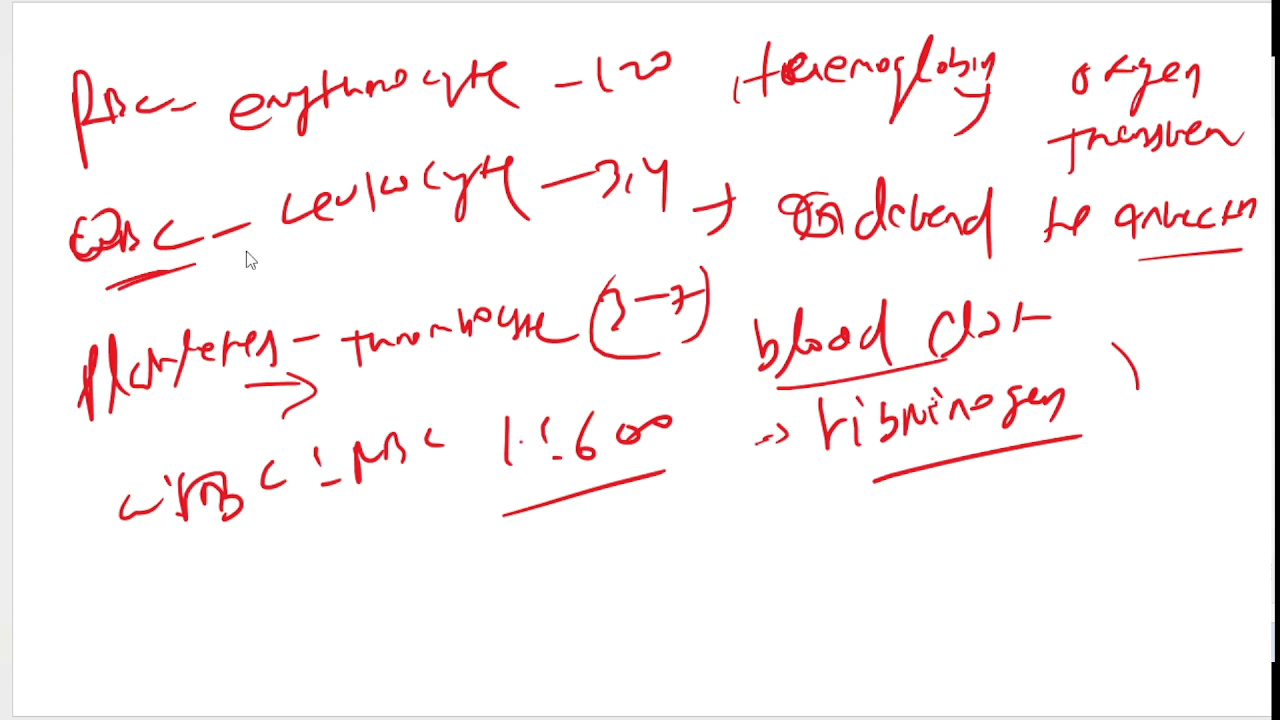 RBC - erythrocyte - 120 Haemoglobin oxygen transfer
WBC - Leukocyte - 3,4 → defend the infection
Platelets - thrombocyte (3-7) blood clot
WBC : RBC 1:600 → fibrinogen